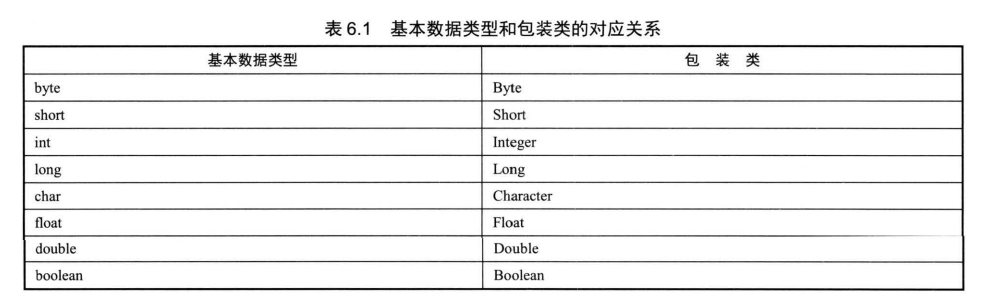 表 6.1 基本数据类型和包装类的对应关系
基本数据类型 包 装 类
byte Byte
short Short
int Integer
long Long
char Character
float Float
double Double
boolean Boolean